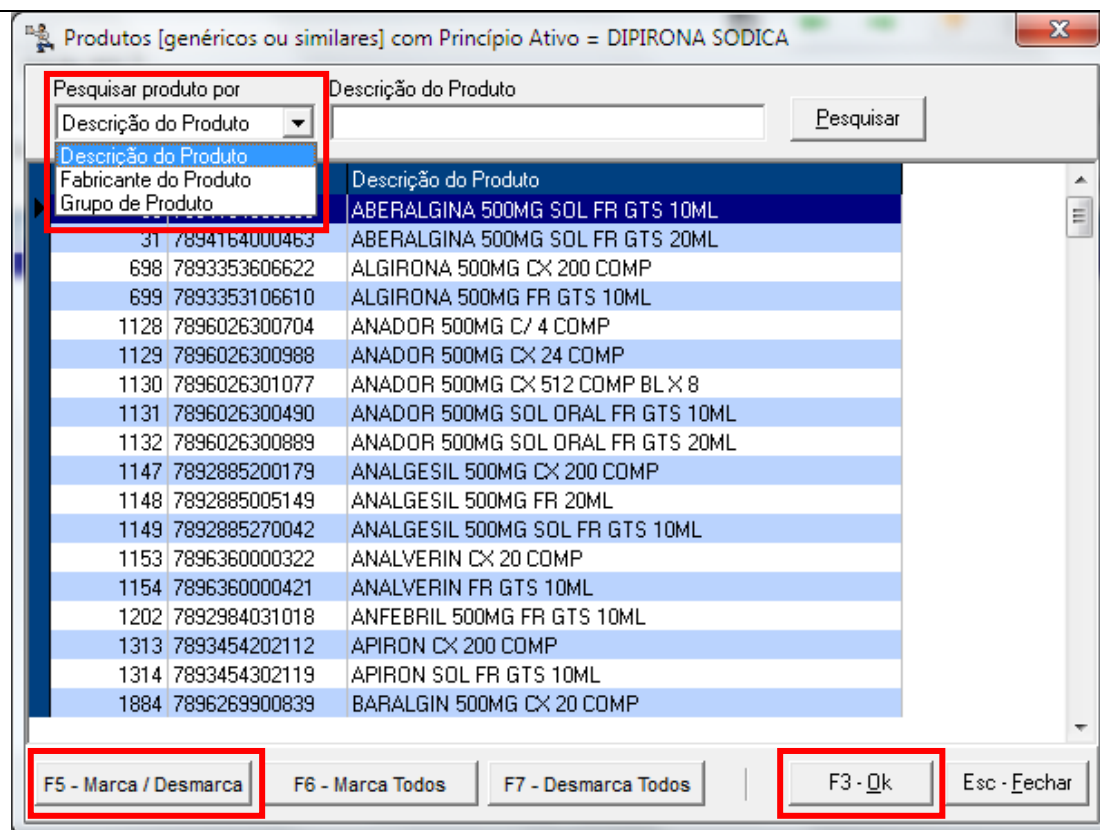 Produtos [genéricos ou similares] com Princípio Ativo = DIPIRONA SODICA
Pesquisar produto por
Descrição do Produto
Descrição do Produto
Pesquisar
Descrição do Produto
Fabricante do Produto
Grupo de Produto
Descrição do Produto
ABERALGINA 500MG SOL FR GTS 10ML
31 78941640000463 ABERALGINA 500MG SOL FR GTS 20ML
698 7893353606622 ALGIRONA 500MG CX 200 COMP
699 7893353106610 ALGIRONA 500MG FR GTS 10ML
1128 7896026300704 ANADOR 500MG C/ 4 COMP
1129 7896026300988 ANADOR 500MG CX 24 COMP
1130 7896026301077 ANADOR 500MG CX 512 COMP BL X 8
1131 7896026300490 ANADOR 500MG SOL ORAL FR GTS 10ML
1132 7896026300889 ANADOR 500MG SOL ORAL FR GTS 20ML
1147 7892885200179 ANALGESIL 500MG CX 200 COMP
1148 7892885005149 ANALGESIL 500MG FR 20ML
1149 7892885270042 ANALGESIL 500MG SOL FR GTS 10ML
1153 7896360000322 ANALVERIN CX 20 COMP
1154 7896360000421 ANALVERIN FR GTS 10ML
1202 7892984031018 ANFEBRIL 500MG FR GTS 10ML
1313 7893454202112 APIRON CX 200 COMP
1314 7893454302119 APIRON SOL FR GTS 10ML
1884 7896269900839 BARALGIN 500MG CX 20 COMP
F5 - Marca / Desmarca F6 - Marca Todos F7 - Desmarca Todos F3 - Ok Esc - Fechar